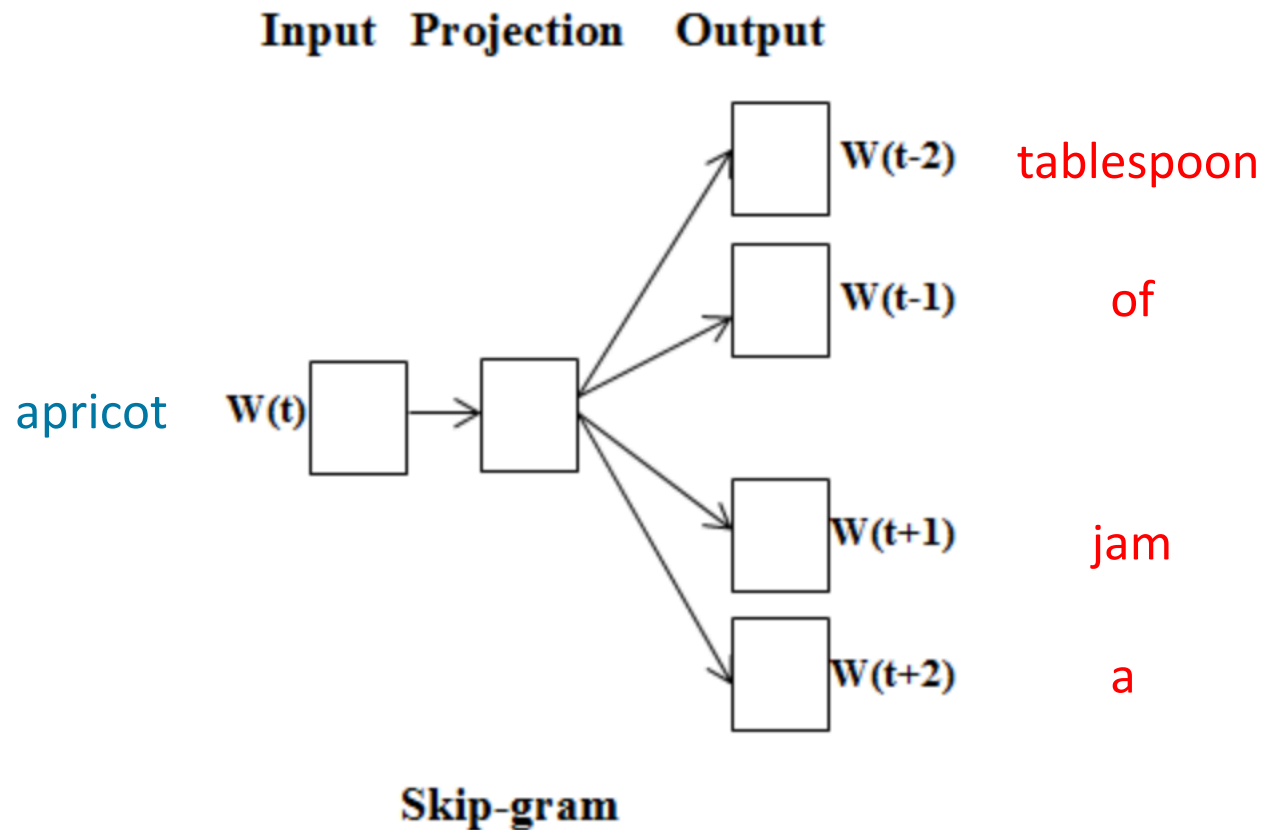 Input Projection Output
W(t-2) tablespoon
W(t-1) of
apricot W(t)
W(t+1) jam
W(t+2) a
Skip-gram